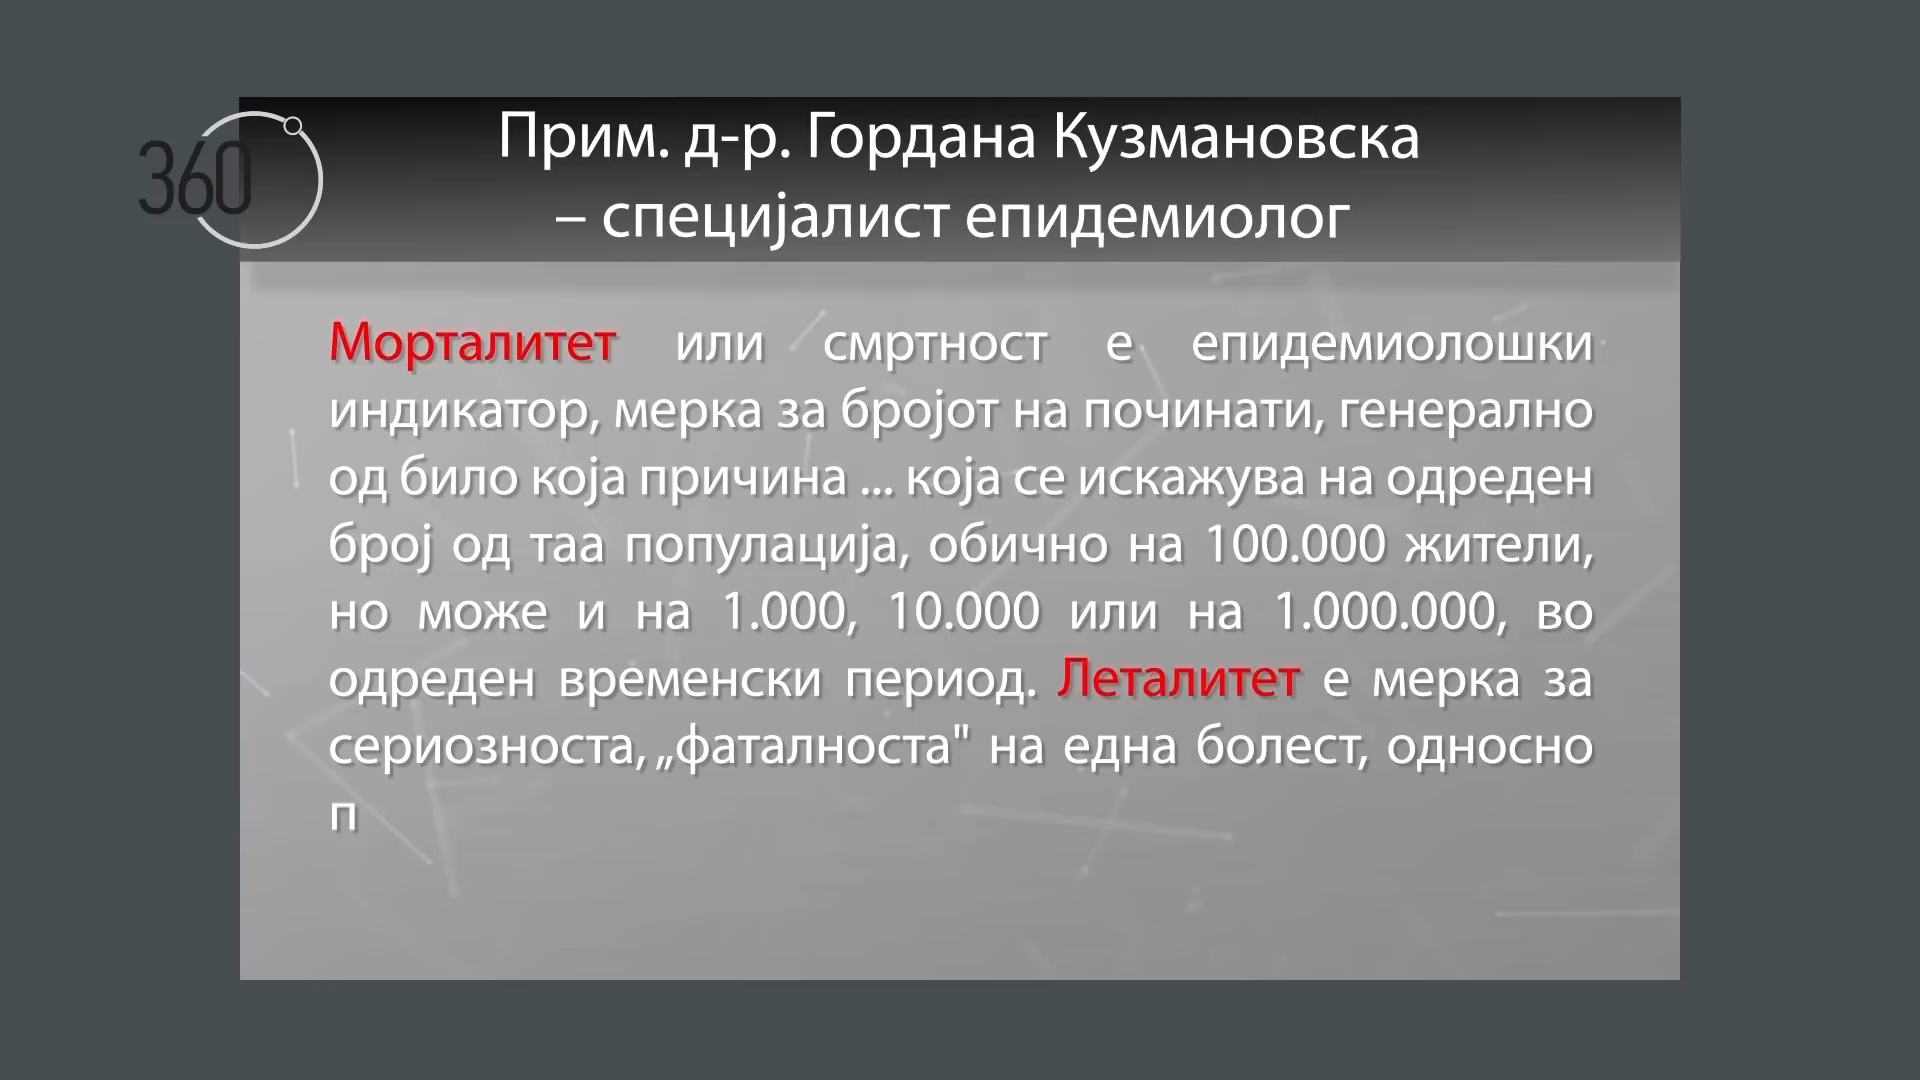 360
Прим. д-р. Гордана Кузмановска
– специјалист епидемиолог
Морталитет или смртност е епидемиолошки
индикатор, мерка за бројот на починати, генерално
од било која причина ... која се искажува на одреден
број од таа популација, обично на 100.000 жители,
но може и на 1.000, 10.000 или на 1.000.000, во
одреден временски период. Леталитет е мерка за
сериозноста, „фаталноста" на една болест, односно
п